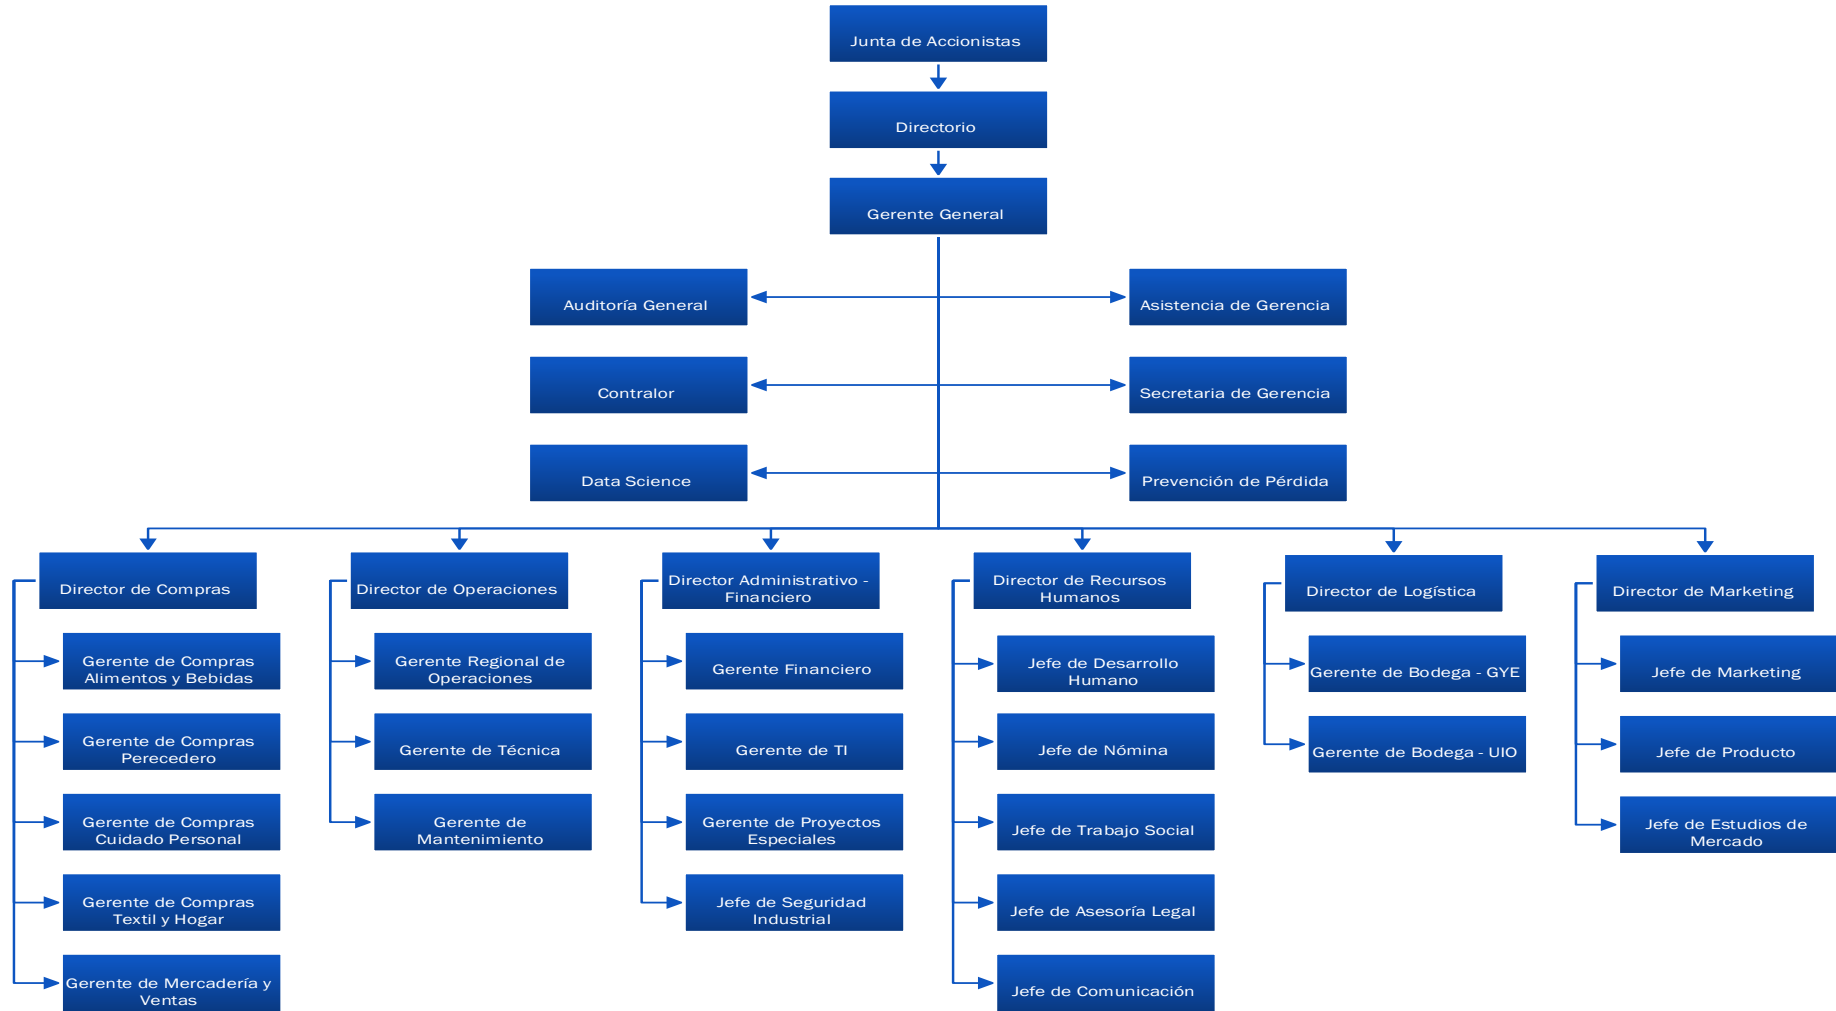 Junta de Accionistas
Directorio
Gerente General
Auditoría General
Asistencia de Gerencia
Contralor
Secretaria de Gerencia
Data Science
Prevención de Pérdida
Director de Compras
Gerente de Compras
Alimentos y Bebidas
Gerente de Compras
Perecedero
Gerente de Compras
Cuidado Personal
Gerente de Compras
Textil y Hogar
Gerente de Mercadería y
Ventas
Director de Operaciones
Gerente Regional de
Operaciones
Gerente de Técnica
Gerente de
Mantenimiento
Director Administrativo -
Financiero
Gerente Financiero
Gerente de TI
Gerente de Proyectos
Especiales
Jefe de Seguridad
Industrial
Director de Recursos
Humanos
Jefe de Desarrollo
Humano
Jefe de Nómina
Jefe de Trabajo Social
Jefe de Asesoría Legal
Jefe de Comunicación
Director de Logística
Gerente de Bodega - GYE
Gerente de Bodega - UIO
Director de Marketing
Jefe de Marketing
Jefe de Producto
Jefe de Estudios de
Mercado